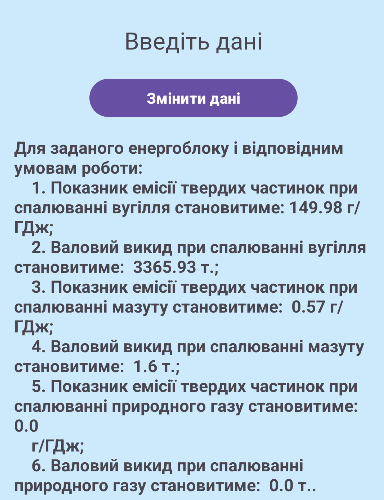 Введіть дані
Змінити дані
Для заданого енергоблоку і відповідним
умовам роботи:
1. Показник емісії твердих частинок при
спалюванні вугілля становитиме: 149.98 г/
ГДж;
2. Валовий викид при спалюванні вугілля
становитиме: 3365.93 т.;
3. Показник емісії твердих частинок при
спалюванні мазуту становитиме: 0.57 г/
ГДж;
4. Валовий викид при спалюванні мазуту
становитиме: 1.6 т.;
5. Показник емісії твердих частинок при
спалюванні природного газу становитиме:
0.0
г/ГДж;
6. Валовий викид при спалюванні
природного газу становитиме: 0.0 т..